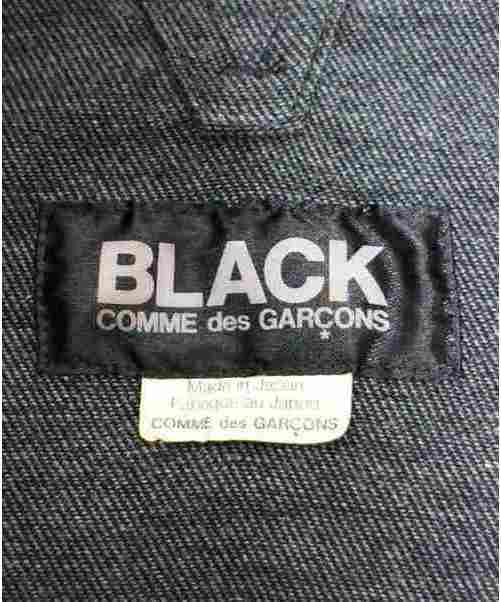 BLACK
COMME des GARÇONS
Made in Japan
Fabriqué au Japon
COMME des GARÇONS